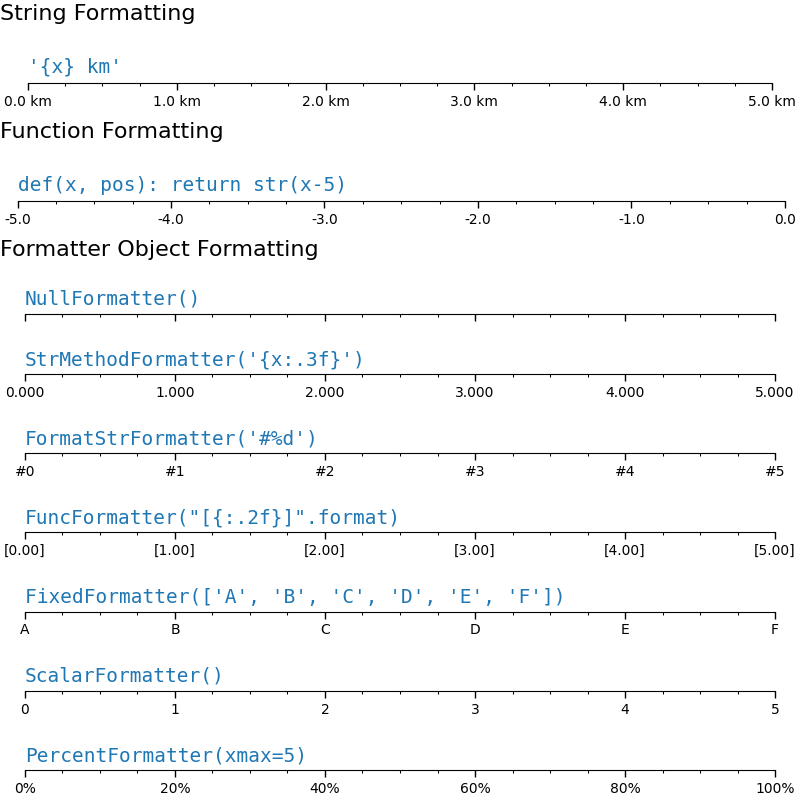 String Formatting
'{x} km'
0.0 km 1.0 km 2.0 km 3.0 km 4.0 km 5.0 km
Function Formatting
def(x, pos): return str(x-5)
-5.0 -4.0 -3.0 -2.0 -1.0 0.0
Formatter Object Formatting
NullFormatter()
StrMethodFormatter('{x:.3f}')
0.000 1.000 2.000 3.000 4.000 5.000
FormatStrFormatter('#%d')
#0 #1 #2 #3 #4 #5
FuncFormatter("[{:.2f}]".format)
[0.00] [1.00] [2.00] [3.00] [4.00] [5.00]
FixedFormatter(['A', 'B', 'C', 'D', 'E', 'F'])
A B C D E F
ScalarFormatter()
0 1 2 3 4 5
PercentFormatter(xmax=5)
0% 20% 40% 60% 80% 100%